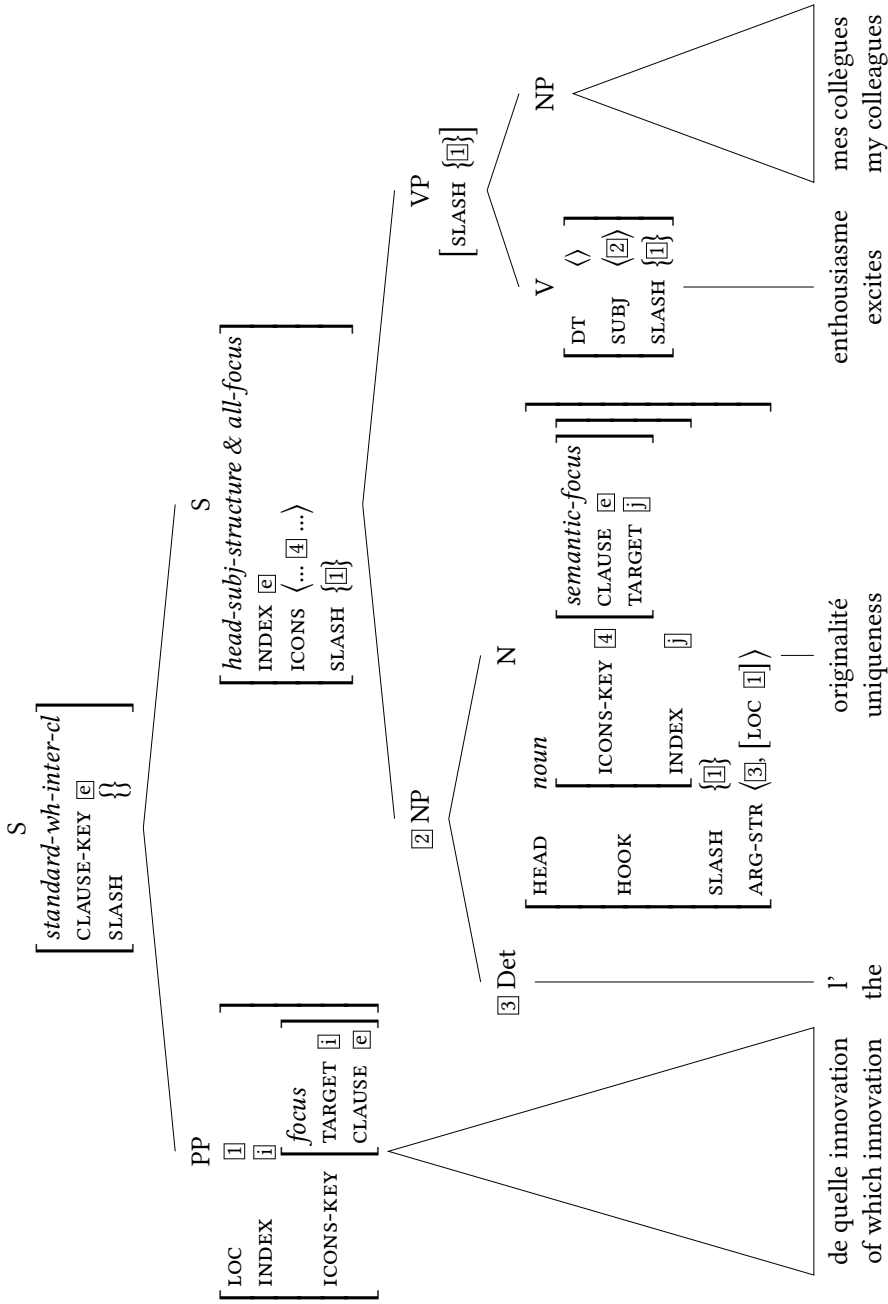 S
[standard-wh-inter-cl
CLAUSE-KEY e
SLASH {}]
PP
[LOC 1
INDEX i
ICONS-KEY [focus
TARGET i
CLAUSE e]]
S
[head-subj-structure & all-focus
INDEX e
ICONS ⟨... 4 ...⟩
SLASH {1}]
2 NP
VP
[SLASH {1}]
3 Det
N
[HEAD noun
HOOK [ICONS-KEY 4 [semantic-focus
CLAUSE e
TARGET j]
INDEX j]
SLASH {1}
ARG-STR ⟨3, [LOC 1]⟩]
V
[DT ⟨⟩
SUBJ ⟨2⟩
SLASH {1}]
NP
de quelle innovation l' originalité enthousiasme mes collègues
of which innovation the uniqueness excites my colleagues